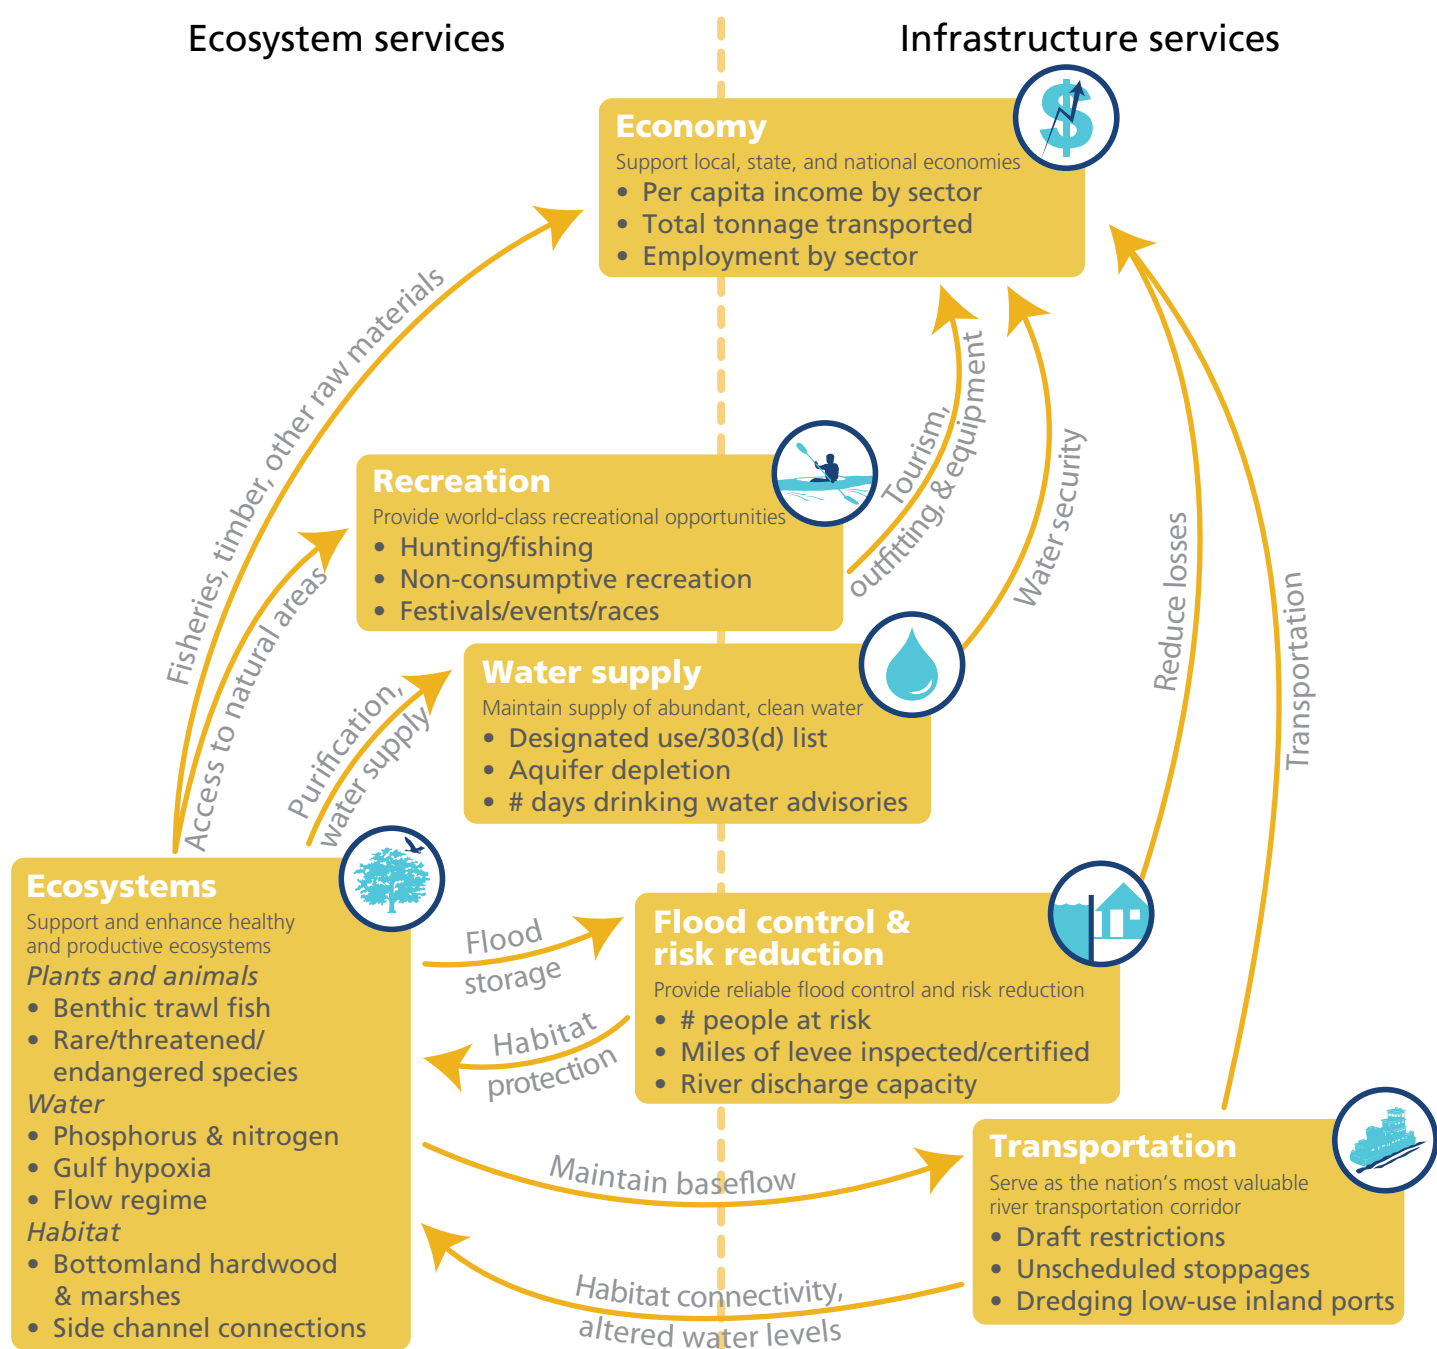 Ecosystem services
Infrastructure services
Economy
Support local, state, and national economies
• Per capita income by sector
• Total tonnage transported
• Employment by sector
Fisheries, timber, other raw materials
Access to natural areas
Purification,
water supply
Tourism,
outfitting, & equipment
Water security
Reduce losses
Transportation
Recreation
Provide world-class recreational opportunities
• Hunting/fishing
• Non-consumptive recreation
• Festivals/events/races
Water supply
Maintain supply of abundant, clean water
• Designated use/303(d) list
• Aquifer depletion
• # days drinking water advisories
Ecosystems
Support and enhance healthy
and productive ecosystems
Plants and animals
• Benthic trawl fish
• Rare/threatened/
endangered species
Water
• Phosphorus & nitrogen
• Gulf hypoxia
• Flow regime
Habitat
• Bottomland hardwood
& marshes
• Side channel connections
Flood
storage
Habitat
protection
Maintain baseflow
Habitat connectivity,
altered water levels
Flood control &
risk reduction
Provide reliable flood control and risk reduction
• # people at risk
• Miles of levee inspected/certified
• River discharge capacity
Transportation
Serve as the nation's most valuable
river transportation corridor
• Draft restrictions
• Unscheduled stoppages
• Dredging low-use inland ports
$